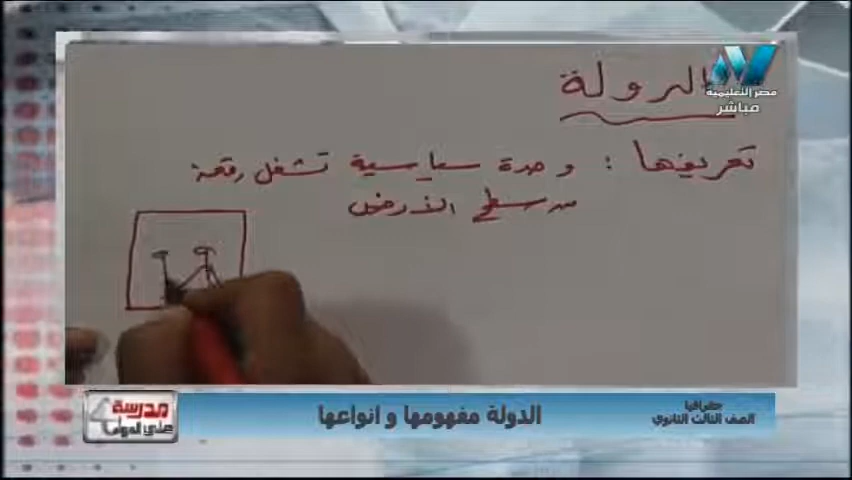 الدولة
مصر التعليمية
مباشر
تعريفها : وحدة سياسية تشغل رقعة
من سطح الأرض
جغرافيا
الصف الثالث الثانوي
الدولة مفهومها و انواعها
مدرسة
على الهواء